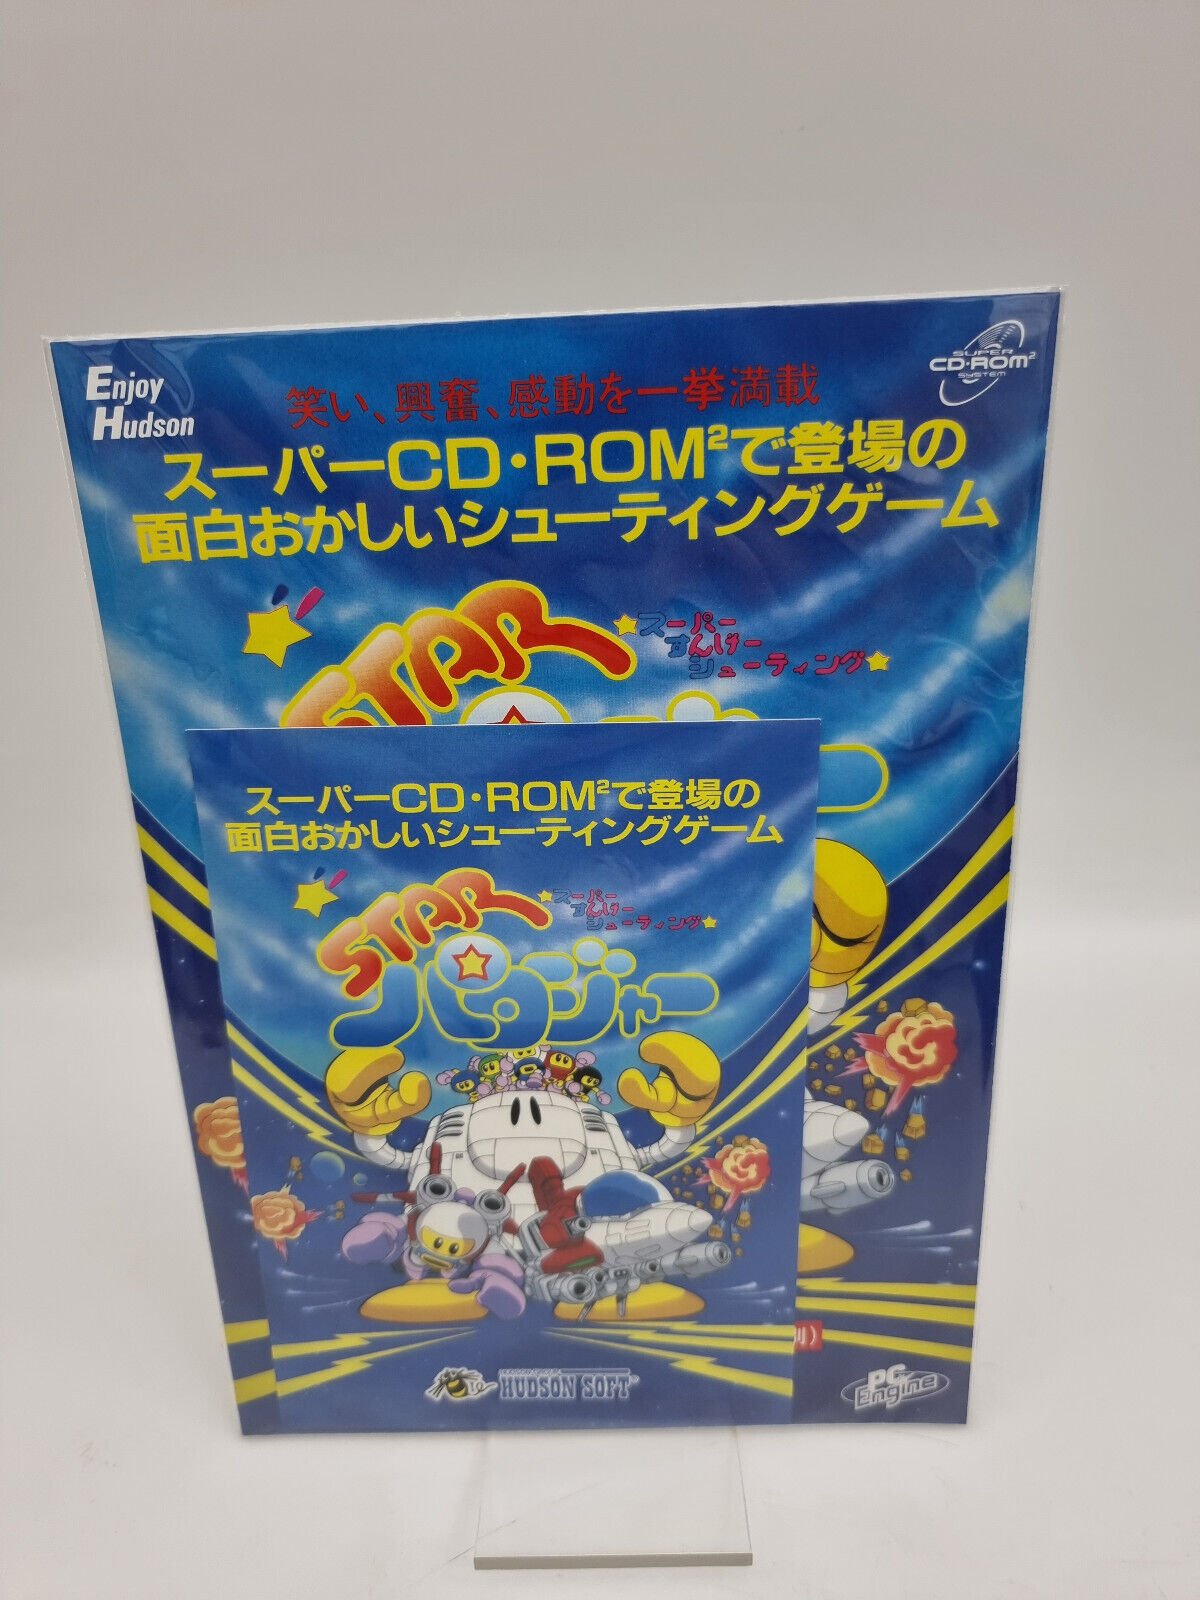 Enjoy
Hudson
SUPER
CD-ROM²
SYSTEM
笑い、興奮、感動を一挙満載
スーパーCD・ROM²で登場の
面白おかしいシューティングゲーム
STAR
スーパー
すんげー
シューティング
スーパーCD・ROM²で登場の
面白おかしいシューティングゲーム
STAR
スーパー
すんげー
シューティング
パロジャー
HUDSON SOFT
PC
Engine